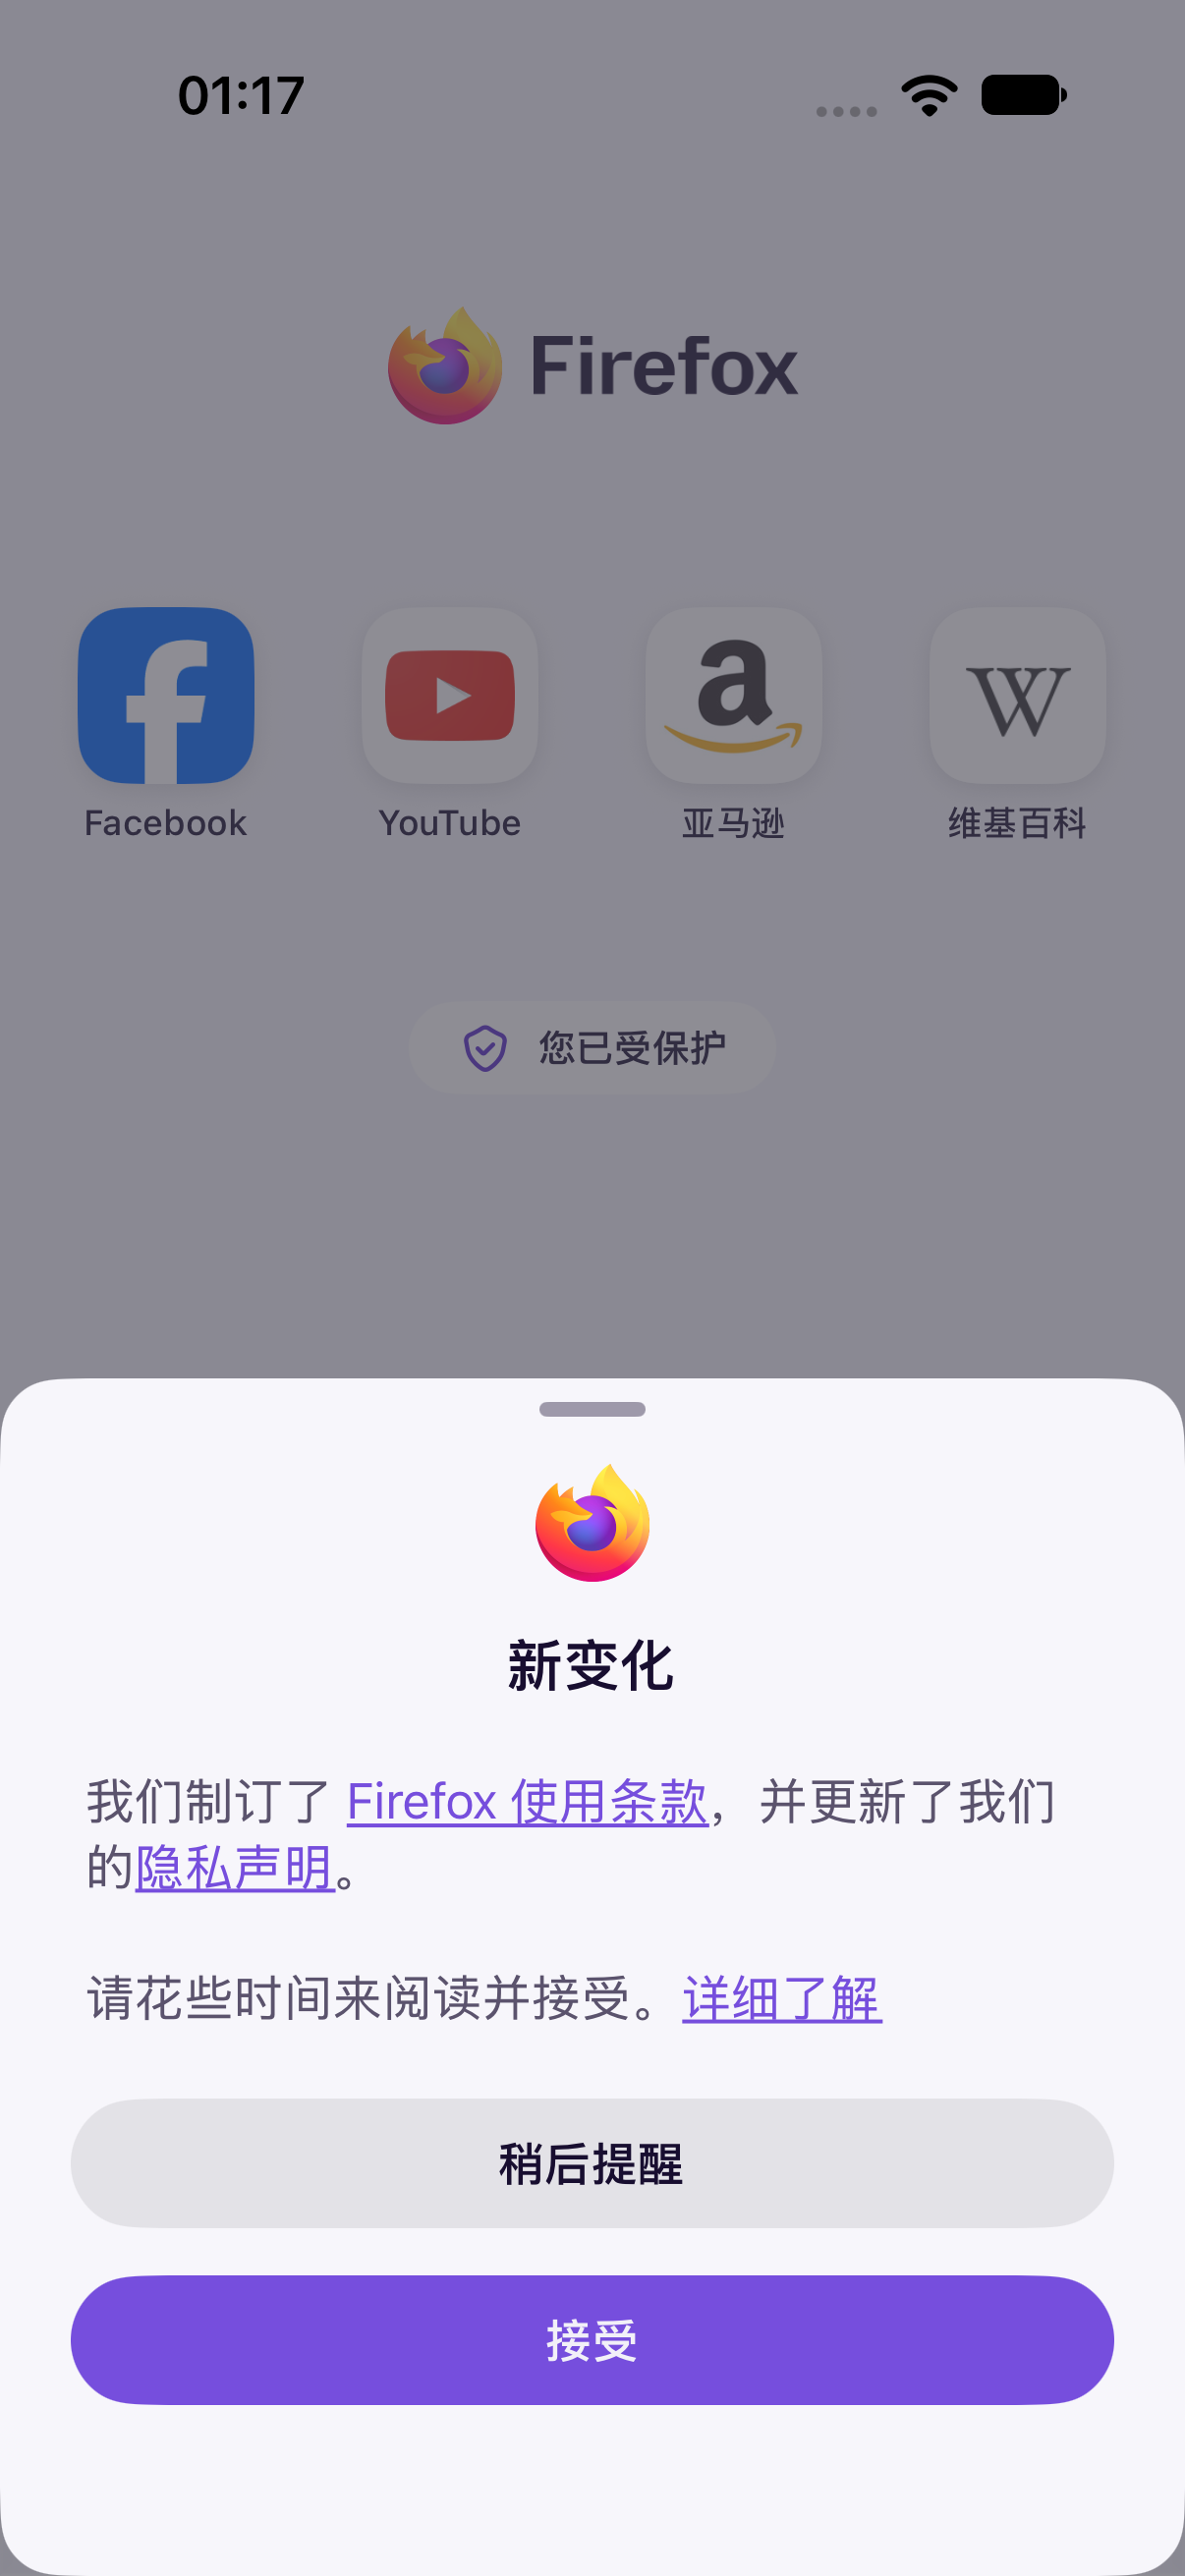 01:17
Firefox
Facebook
YouTube
亚马逊
维基百科
您已受保护
新变化
我们制订了 Firefox 使用条款，并更新了我们
的隐私声明。
请花些时间来阅读并接受。详细了解
稍后提醒
接受